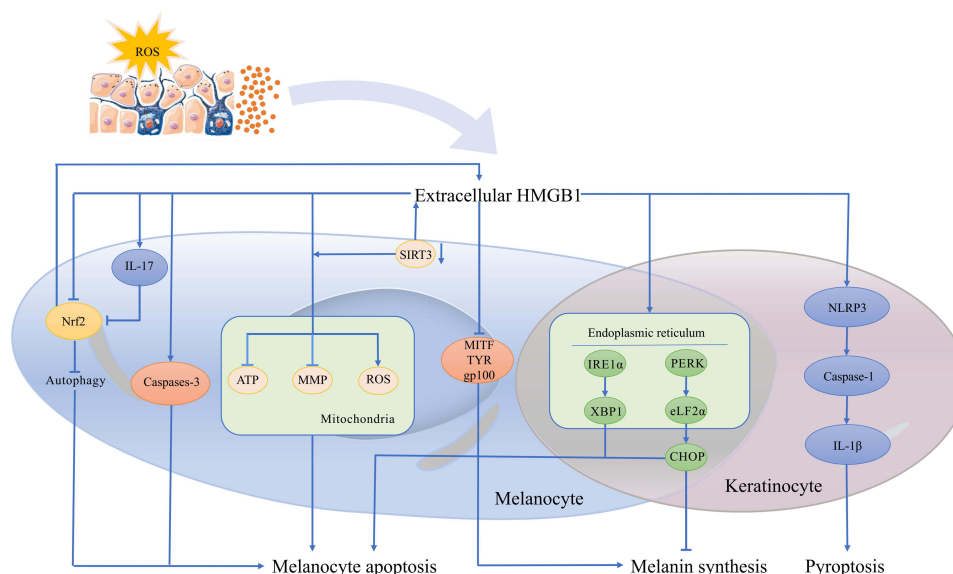 ROS
Extracellular HMGB1
SIRT3
IL-17
Nrf2
NLRP3
MITF
TYR
gp100
Endoplasmic reticulum
IRE1α
PERK
Autophagy
Caspases-3
ATP
MMP
ROS
Caspase-1
XBP1
eLF2α
Mitochondria
IL-1β
CHOP
Melanocyte
Keratinocyte
Melanocyte apoptosis
Melanin synthesis
Pyroptosis